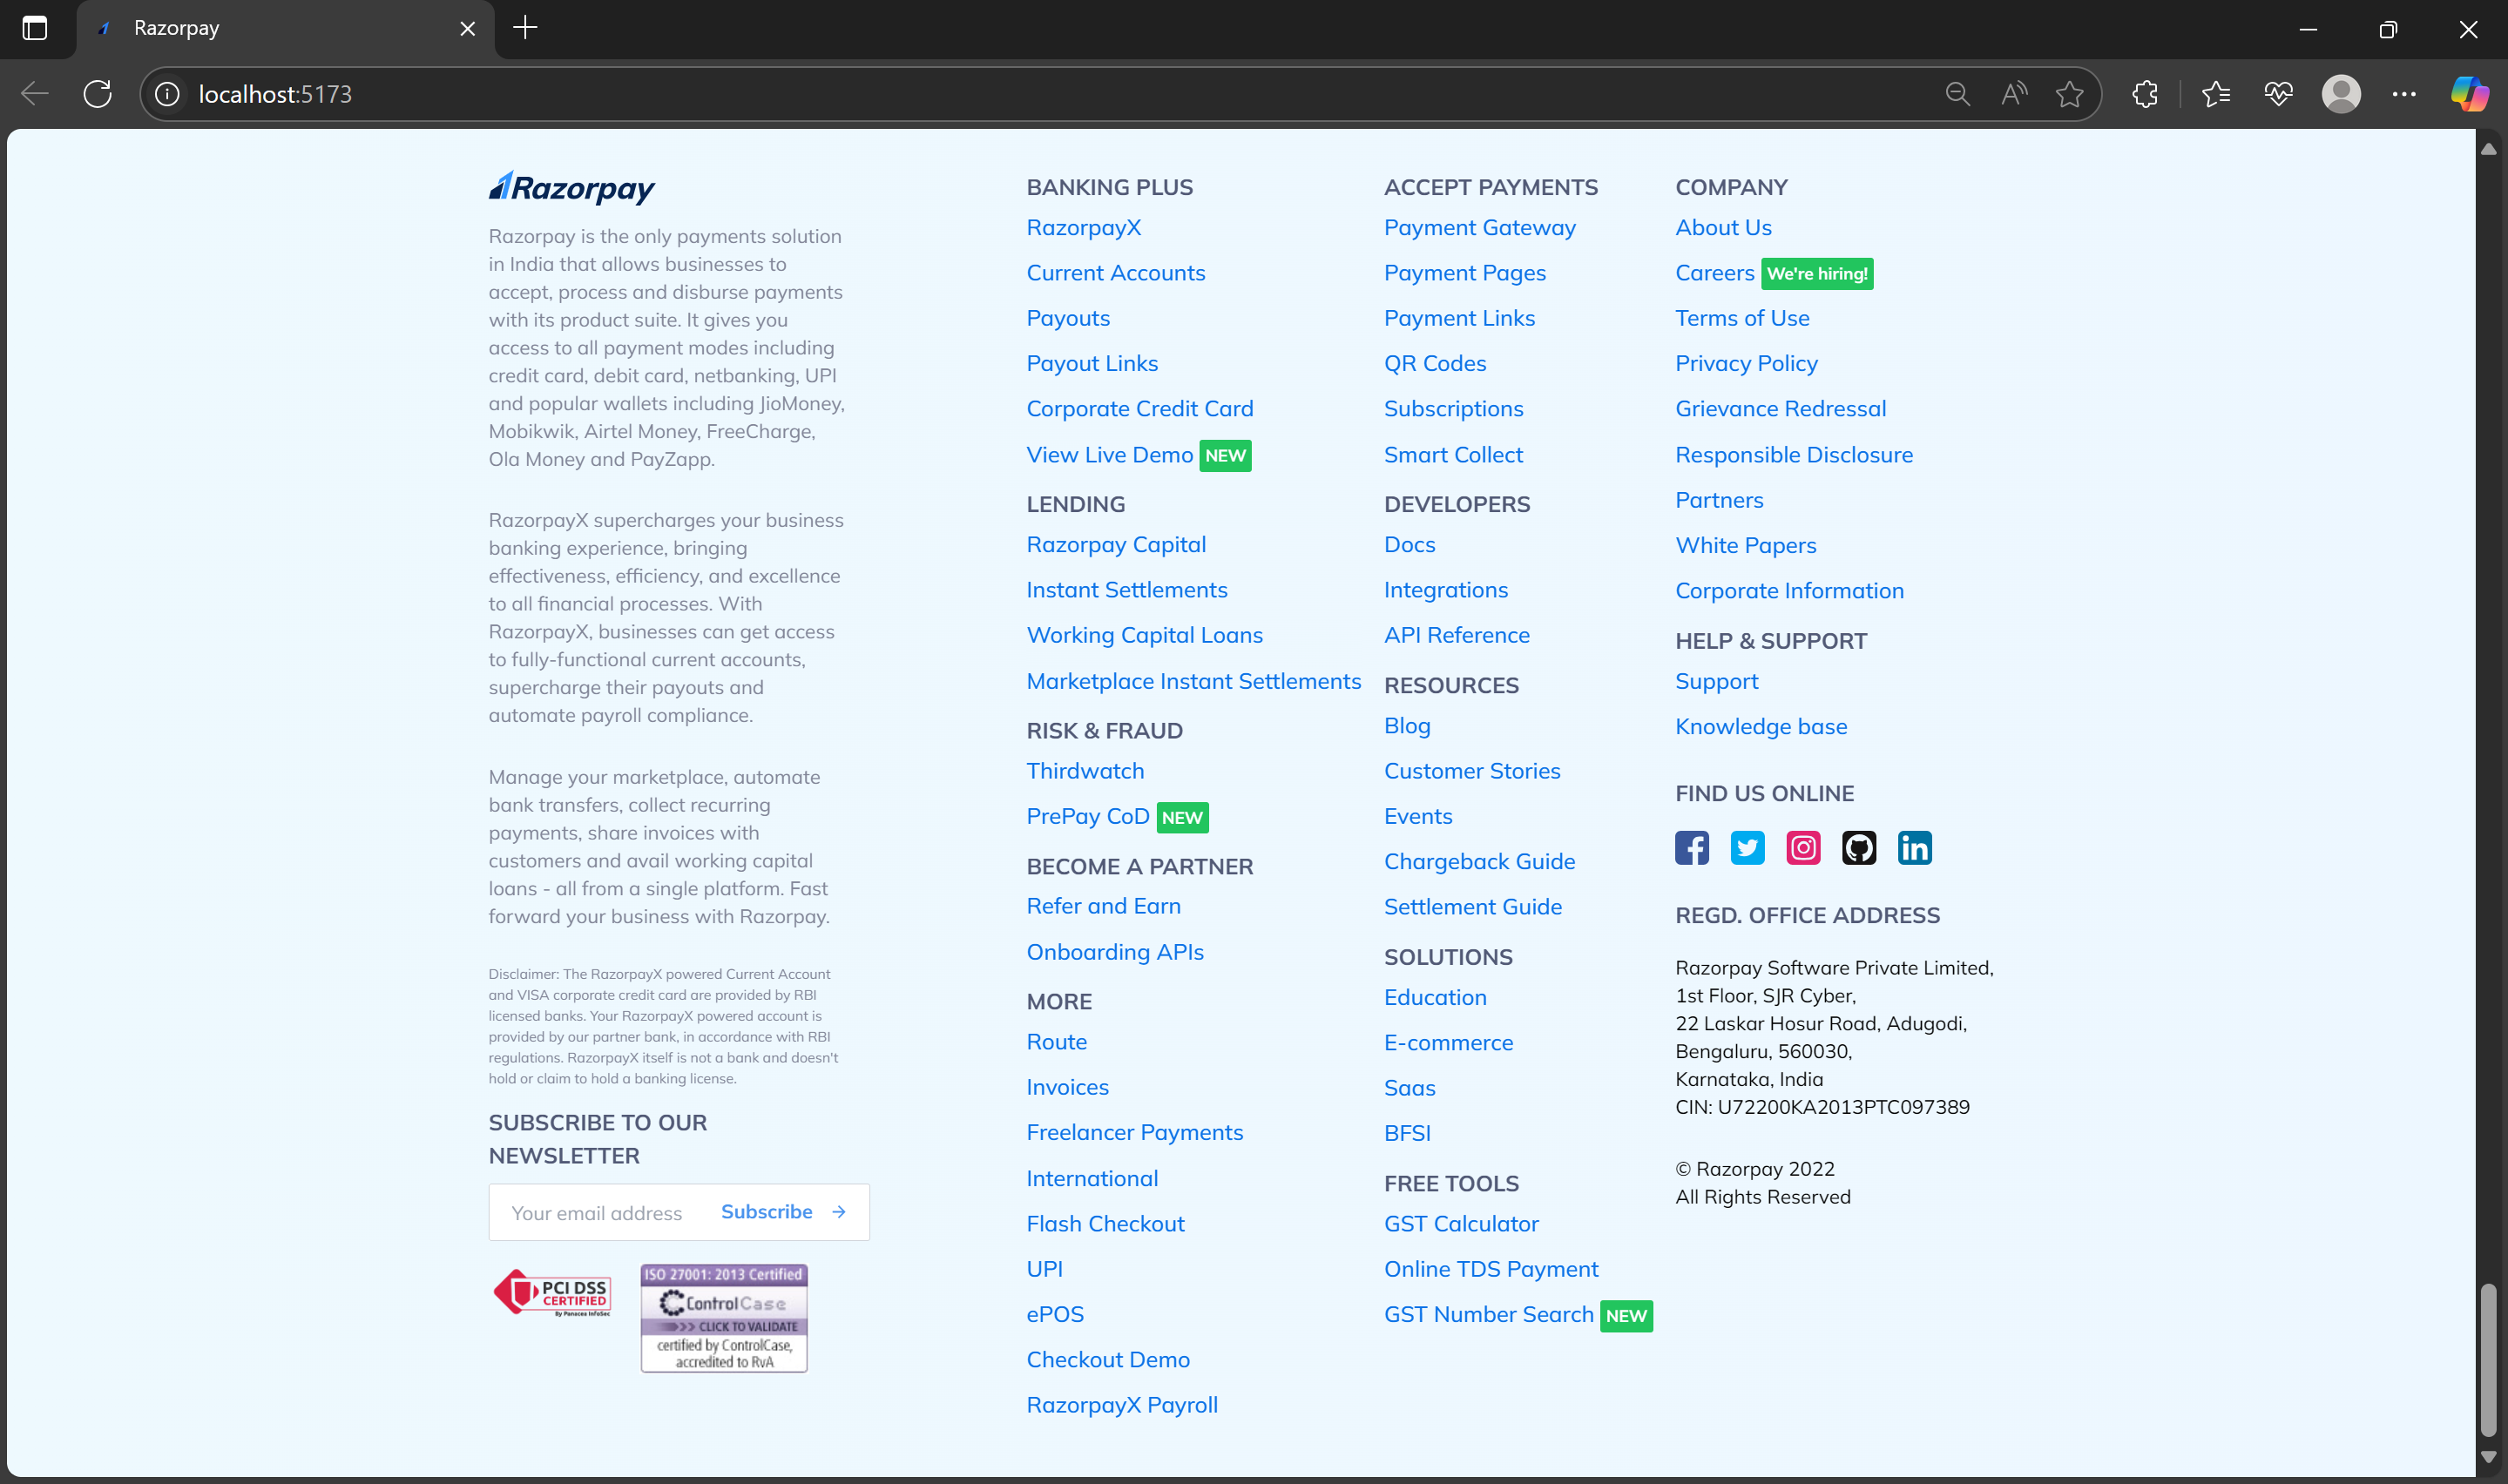 Razorpay
localhost:5173
Razorpay
Razorpay is the only payments solution
in India that allows businesses to
accept, process and disburse payments
with its product suite. It gives you
access to all payment modes including
credit card, debit card, netbanking, UPI
and popular wallets including JioMoney,
Mobikwik, Airtel Money, FreeCharge,
Ola Money and PayZapp.
RazorpayX supercharges your business
banking experience, bringing
effectiveness, efficiency, and excellence
to all financial processes. With
RazorpayX, businesses can get access
to fully-functional current accounts,
supercharge their payouts and
automate payroll compliance.
Manage your marketplace, automate
bank transfers, collect recurring
payments, share invoices with
customers and avail working capital
loans - all from a single platform. Fast
forward your business with Razorpay.
Disclaimer: The RazorpayX powered Current Account
and VISA corporate credit card are provided by RBI
licensed banks. Your RazorpayX powered account is
provided by our partner bank, in accordance with RBI
regulations. RazorpayX itself is not a bank and doesn't
hold or claim to hold a banking license.
SUBSCRIBE TO OUR
NEWSLETTER
Your email address Subscribe →
PCI DSS
CERTIFIED
By Panacea InfoSec
ISO 27001: 2013 Certified
ControlCase
>>> CLICK TO VALIDATE
certified by ControlCase,
accredited to RvA
BANKING PLUS
RazorpayX
Current Accounts
Payouts
Payout Links
Corporate Credit Card
View Live Demo NEW
LENDING
Razorpay Capital
Instant Settlements
Working Capital Loans
Marketplace Instant Settlements
RISK & FRAUD
Thirdwatch
PrePay CoD NEW
BECOME A PARTNER
Refer and Earn
Onboarding APIs
MORE
Route
Invoices
Freelancer Payments
International
Flash Checkout
UPI
ePOS
Checkout Demo
RazorpayX Payroll
ACCEPT PAYMENTS
Payment Gateway
Payment Pages
Payment Links
QR Codes
Subscriptions
Smart Collect
DEVELOPERS
Docs
Integrations
API Reference
RESOURCES
Blog
Customer Stories
Events
Chargeback Guide
Settlement Guide
SOLUTIONS
Education
E-commerce
Saas
BFSI
FREE TOOLS
GST Calculator
Online TDS Payment
GST Number Search NEW
COMPANY
About Us
Careers We're hiring!
Terms of Use
Privacy Policy
Grievance Redressal
Responsible Disclosure
Partners
White Papers
Corporate Information
HELP & SUPPORT
Support
Knowledge base
FIND US ONLINE
REGD. OFFICE ADDRESS
Razorpay Software Private Limited,
1st Floor, SJR Cyber,
22 Laskar Hosur Road, Adugodi,
Bengaluru, 560030,
Karnataka, India
CIN: U72200KA2013PTC097389
© Razorpay 2022
All Rights Reserved